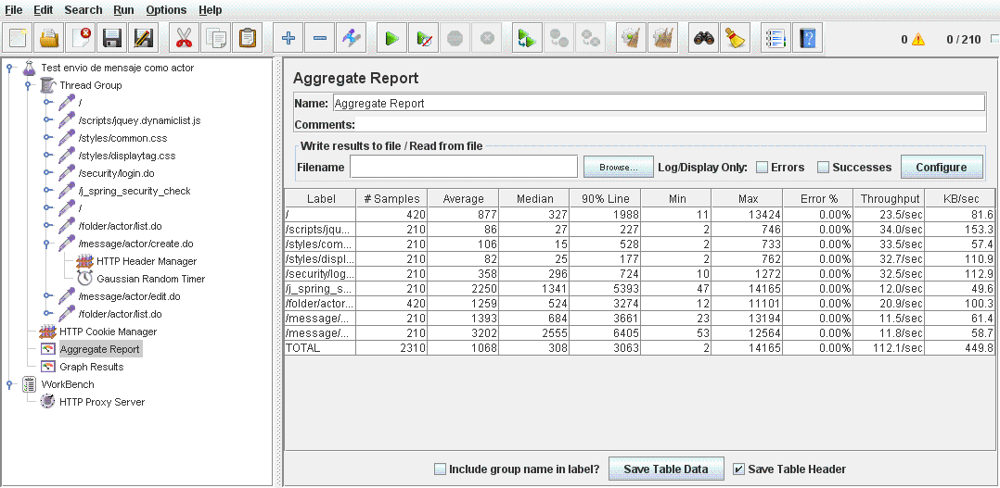 File Edit Search Run Options Help
0 0 / 210
Test envio de mensaje como actor
Thread Group
/
/scripts/jquey.dynamiclist.js
/styles/common.css
/styles/displaytag.css
/security/login.do
/j_spring_security_check
/
/folder/actor/list.do
/message/actor/create.do
HTTP Header Manager
Gaussian Random Timer
/message/actor/edit.do
/folder/actor/list.do
HTTP Cookie Manager
Aggregate Report
Graph Results
WorkBench
HTTP Proxy Server
Aggregate Report
Name: Aggregate Report
Comments:
Write results to file / Read from file
Filename Browse... Log/Display Only: Errors Successes Configure
Label # Samples Average Median 90% Line Min Max Error % Throughput KB/sec
/ 420 877 327 1988 11 13424 0.00% 23.5/sec 81.6
/scripts/jqu... 210 86 27 227 2 746 0.00% 34.0/sec 153.3
/styles/com... 210 106 15 528 2 733 0.00% 33.5/sec 57.4
/styles/displ... 210 82 25 177 2 762 0.00% 32.7/sec 110.9
/security/log... 210 358 296 724 10 1272 0.00% 32.5/sec 112.9
/j_spring_s... 210 2250 1341 5393 47 14165 0.00% 12.0/sec 49.6
/folder/actor... 420 1259 524 3274 12 11101 0.00% 20.9/sec 100.3
/message/... 210 1393 684 3661 23 13194 0.00% 11.5/sec 61.4
/message/... 210 3202 2555 6405 53 12564 0.00% 11.8/sec 58.7
TOTAL 2310 1068 308 3063 2 14165 0.00% 112.1/sec 449.8
Include group name in label? Save Table Data Save Table Header